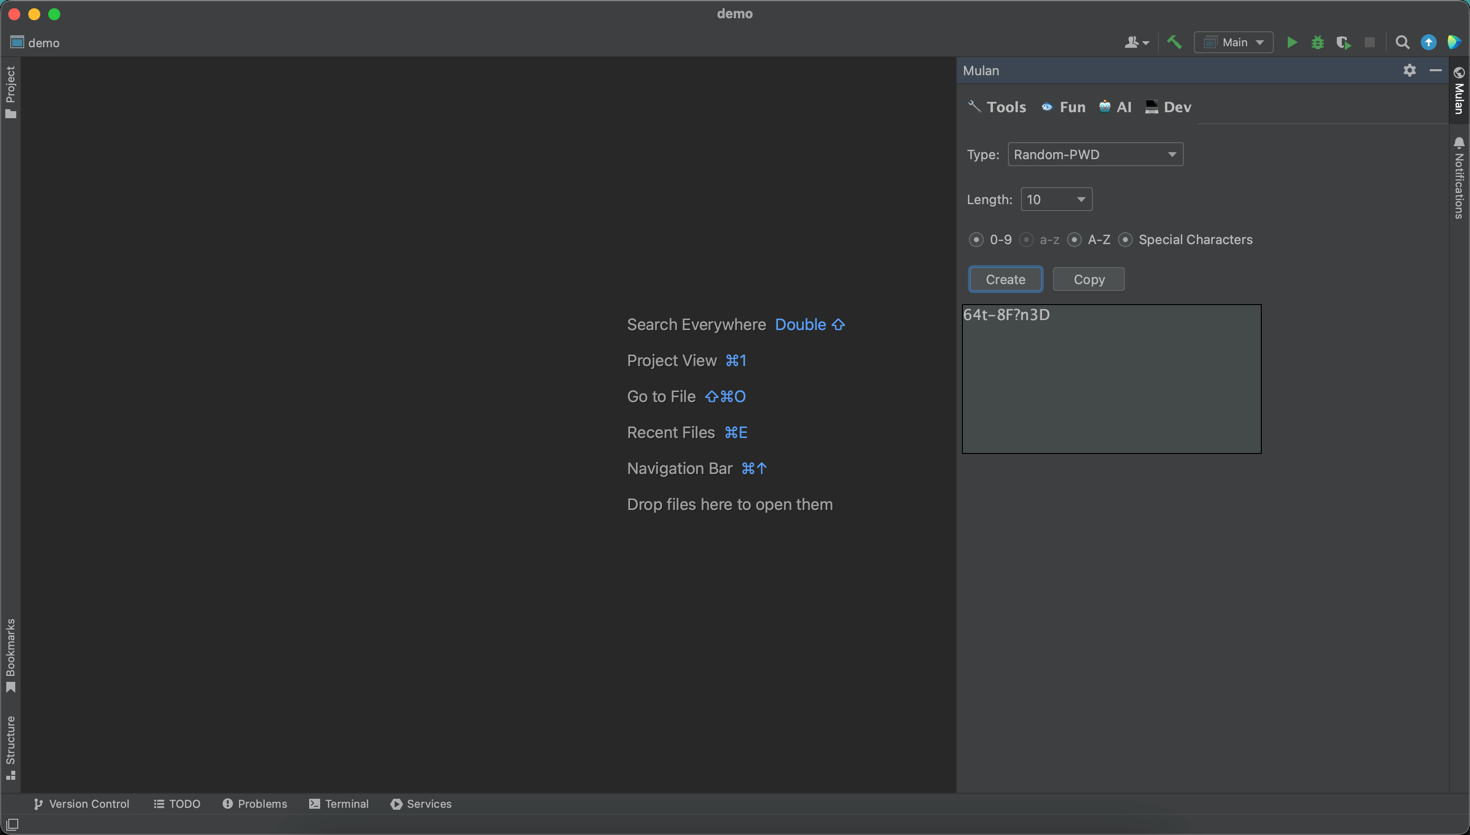 demo
demo
Main
Project
Mulan
Mulan
Tools Fun AI Dev
Type: Random-PWD
Notifications
Length: 10
0-9 a-z A-Z Special Characters
Create Copy
64t-8F?n3D
Search Everywhere Double ⇧
Project View ⌘1
Go to File ⇧⌘O
Recent Files ⌘E
Navigation Bar ⌘↑
Drop files here to open them
Bookmarks
Structure
Version Control TODO Problems Terminal Services